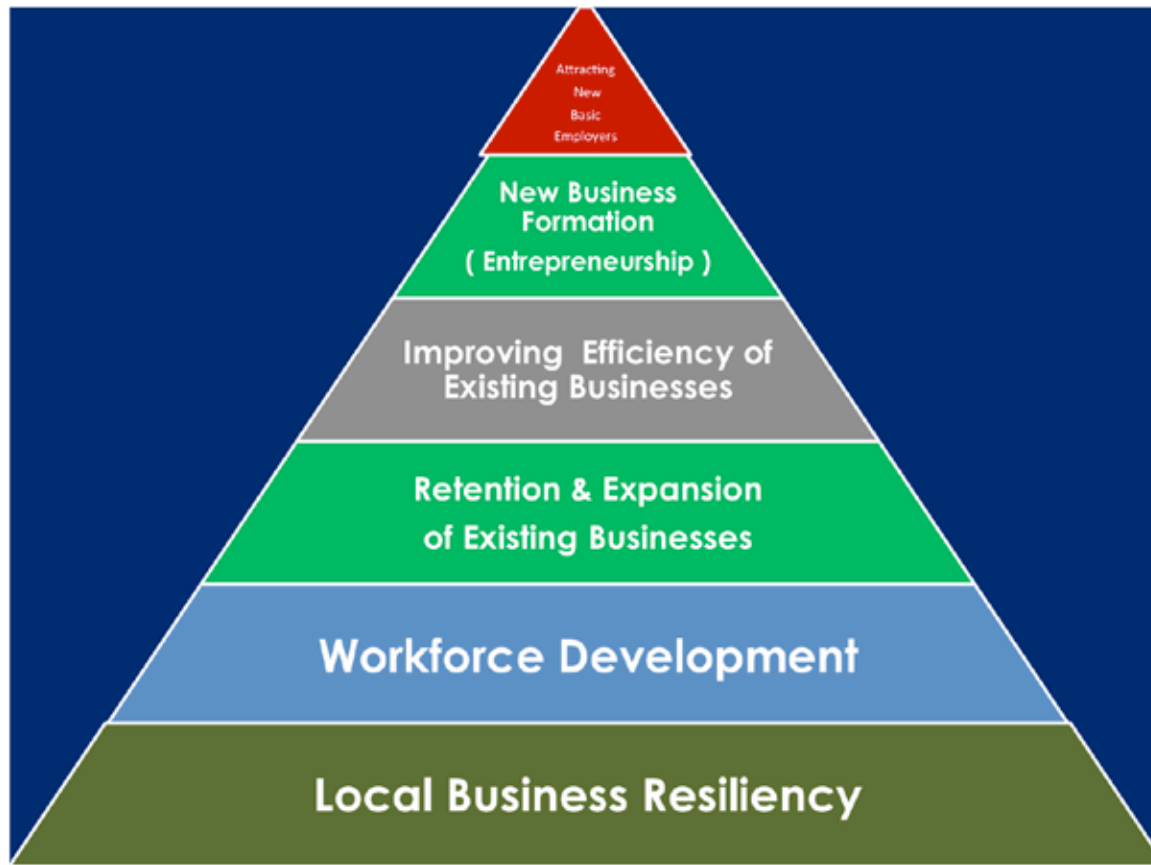 Attracting
New
Basic
Employers
New Business
Formation
( Entrepreneurship )
Improving Efficiency of
Existing Businesses
Retention & Expansion
of Existing Businesses
Workforce Development
Local Business Resiliency